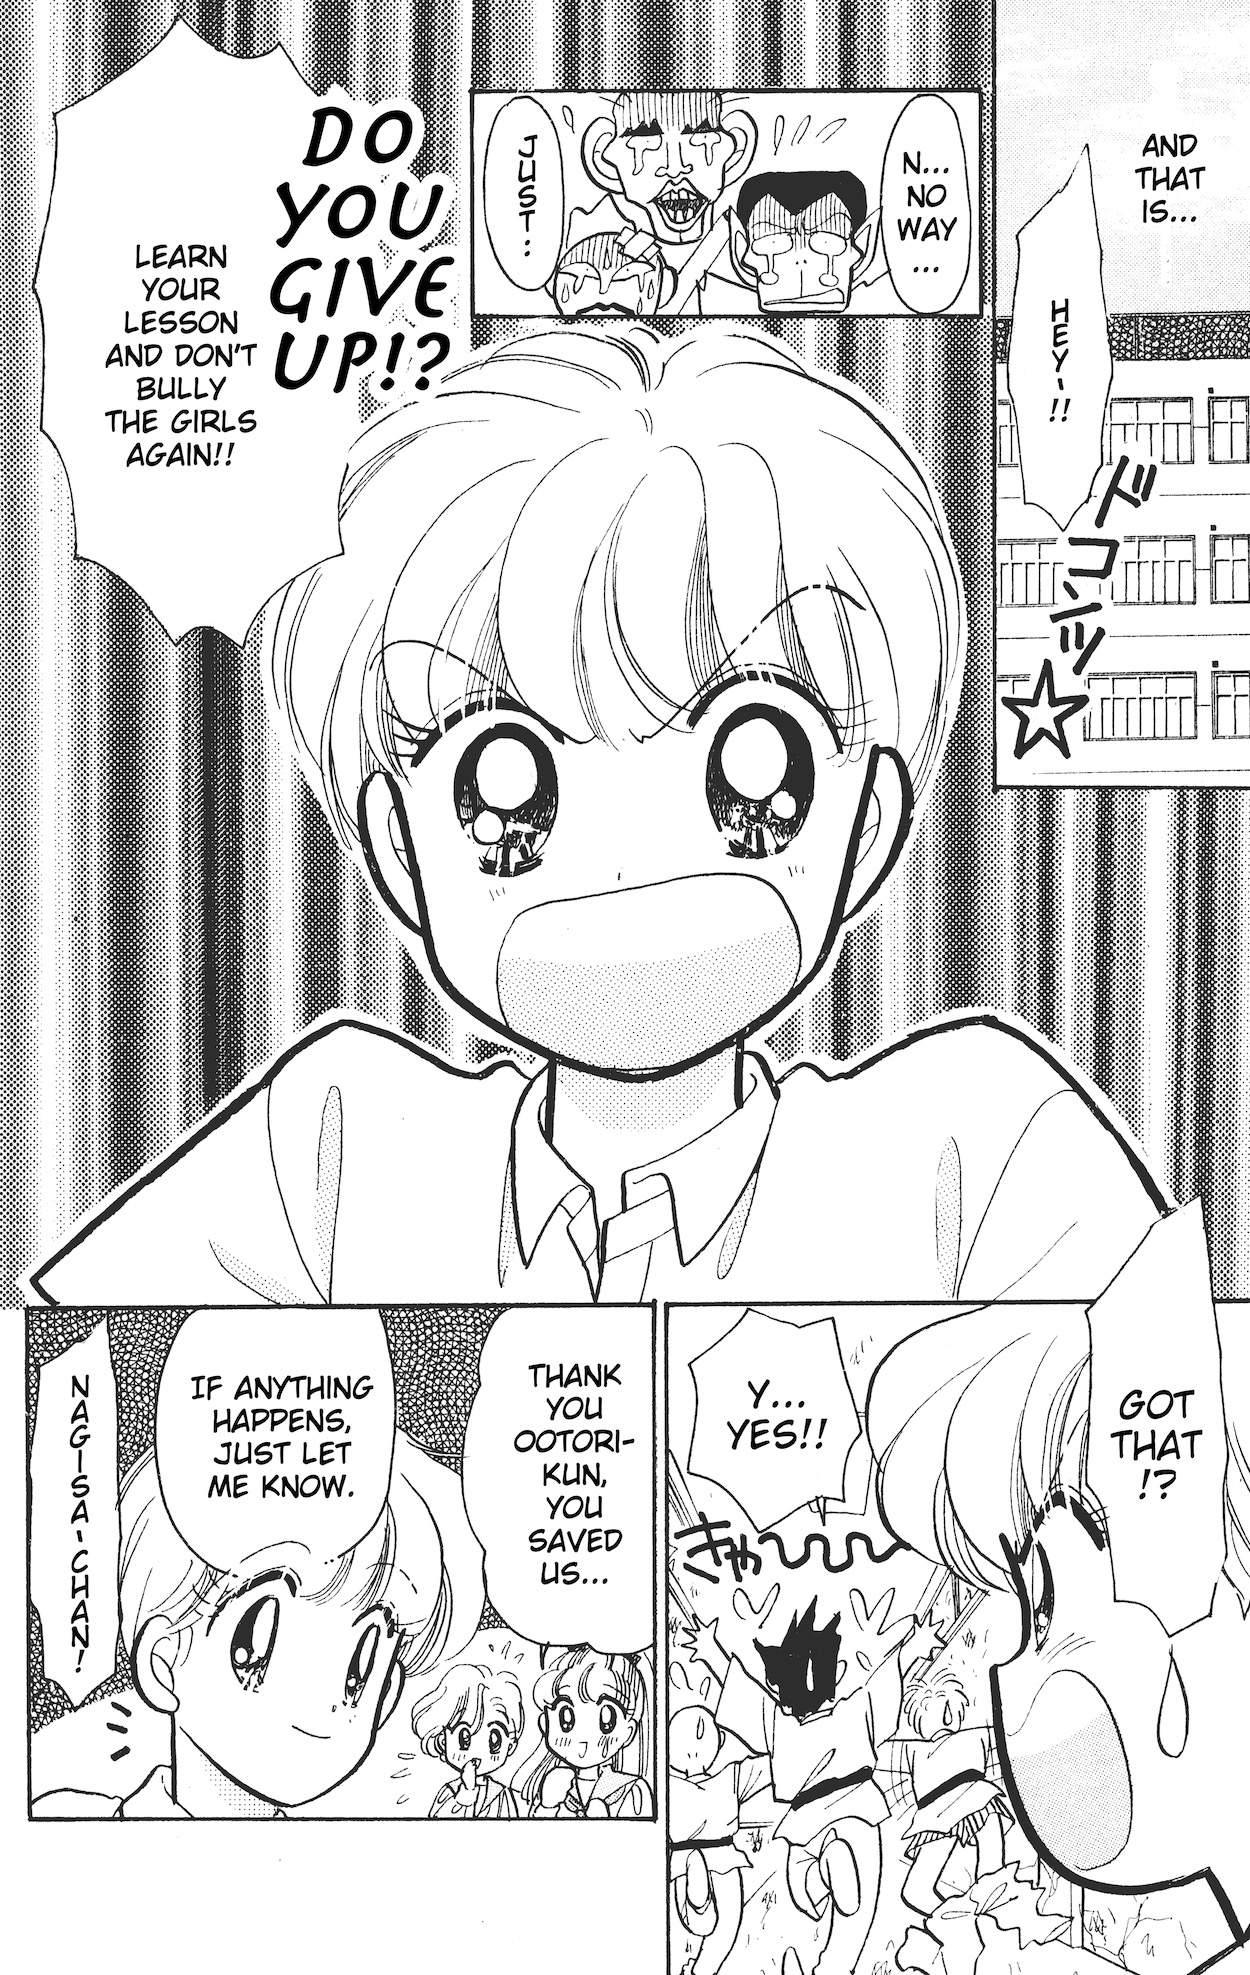 AND
THAT
IS...
HEY-!!
ドコンッ
N...
NO
WAY
...
JUST..
DO
YOU
GIVE
UP!?
LEARN
YOUR
LESSON
AND DON'T
BULLY
THE GIRLS
AGAIN!!
GOT
THAT
!?
Y...
YES!!
きゃ〜〜〜
THANK
YOU
OOTORI-
KUN,
YOU
SAVED
US...
IF ANYTHING
HAPPENS,
JUST LET
ME KNOW.
NAGISA-CHAN!